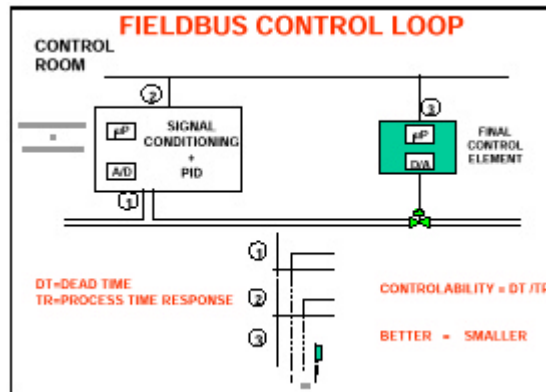 FIELDBUS CONTROL LOOP
CONTROL
ROOM
2
3
µP
SIGNAL
CONDITIONING
+
PID
A/D
µP
D/A
FINAL
CONTROL
ELEMENT
1
1
2
3
DT=DEAD TIME
TR=PROCESS TIME RESPONSE
CONTROLABILITY = DT /TR
BETTER = SMALLER